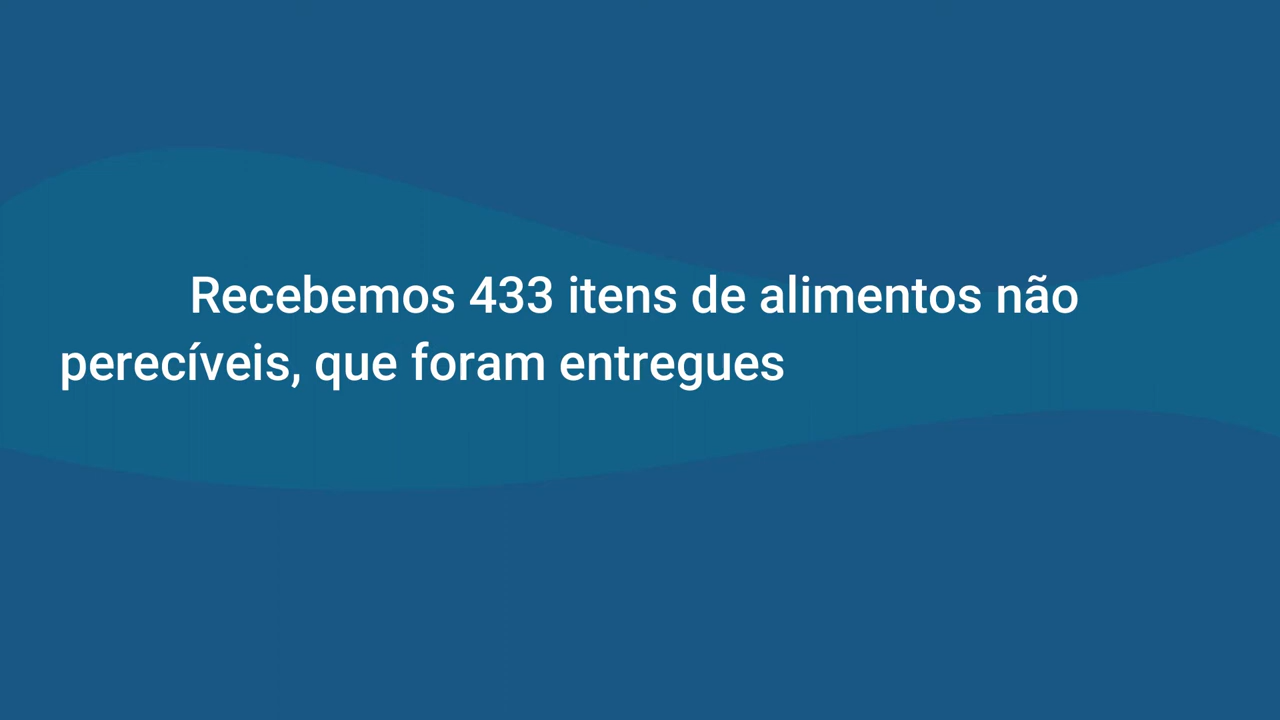 Recebemos 433 itens de alimentos não
perecíveis, que foram entregues